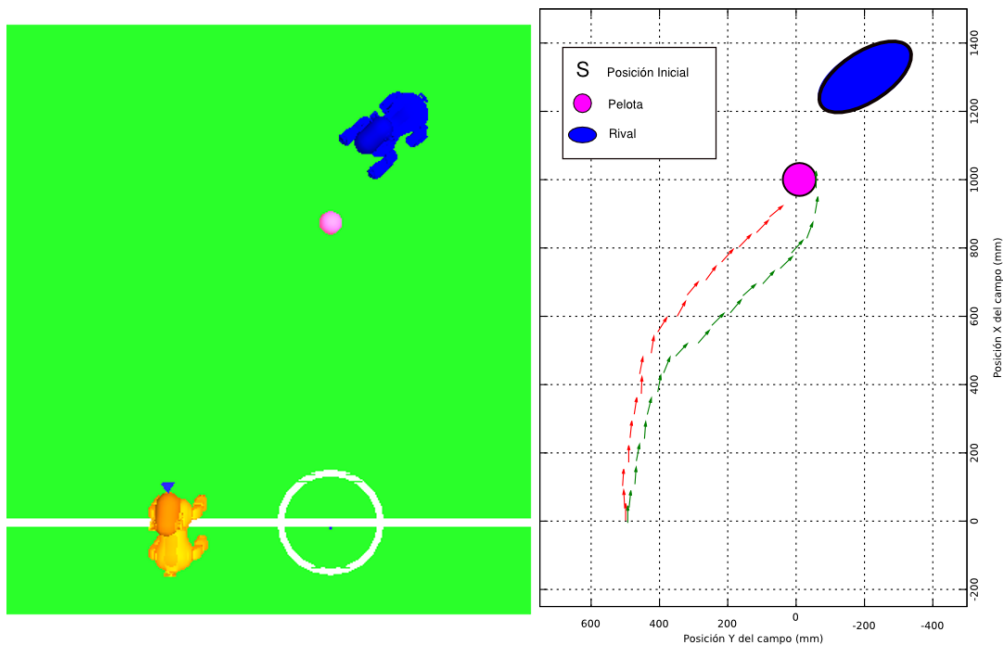 S Posición Inicial
Pelota
Rival
1400
1200
1000
800
600
400
200
0
-200
600 400 200 0 -200 -400
Posición Y del campo (mm)
Posición X del campo (mm)